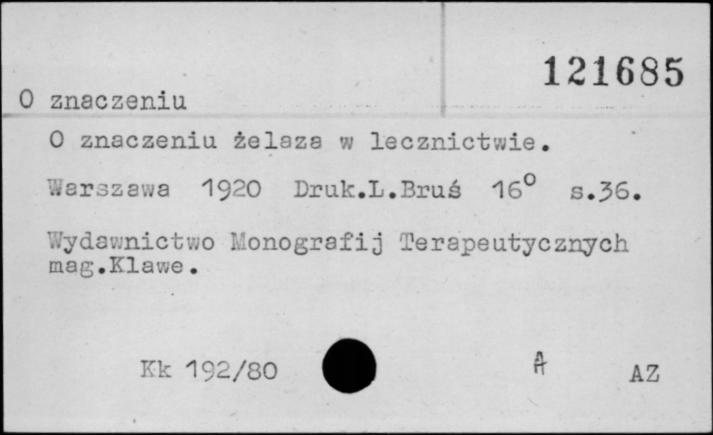 121685
O znaczeniu
O znaczeniu żelaza w lecznictwie.
Warszawa 1920 Druk.L.Bruś 16° s.36.
Wydawnictwo Monografij Terapeutycznych
mag.Klawe.
Kk 192/80 A AZ